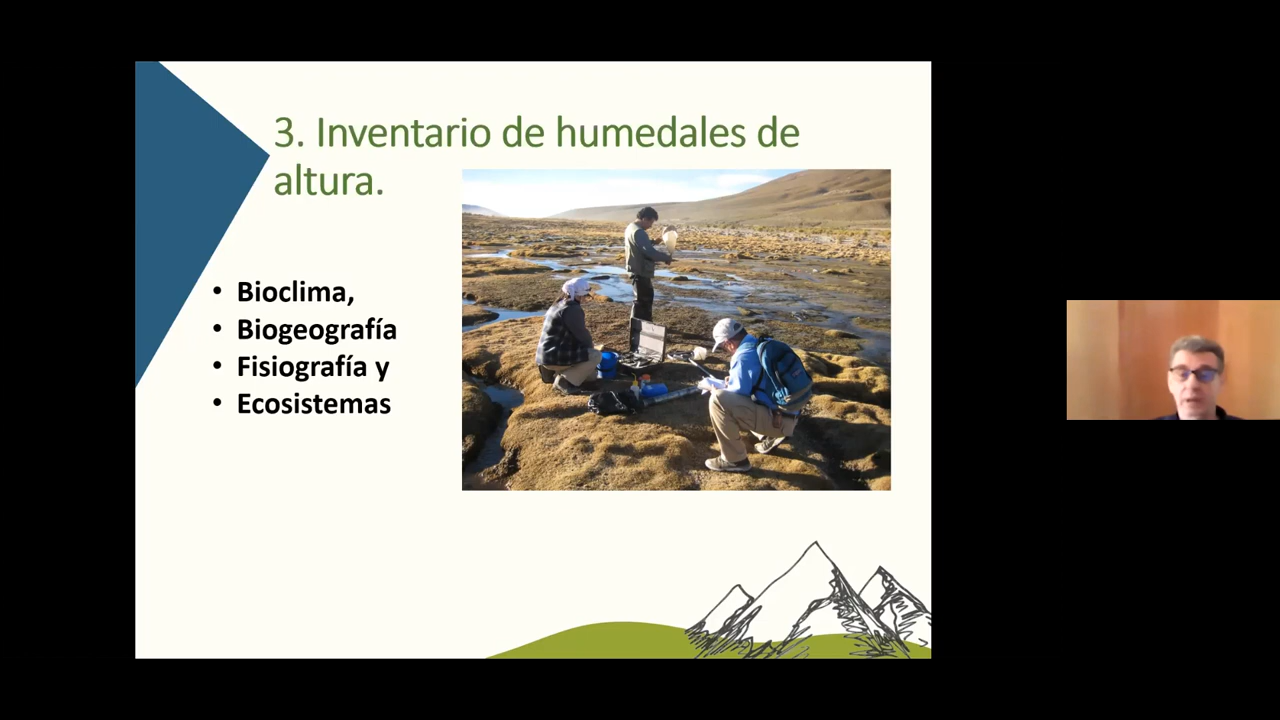 3. Inventario de humedales de
altura.
• Bioclima,
• Biogeografía
• Fisiografía y
• Ecosistemas